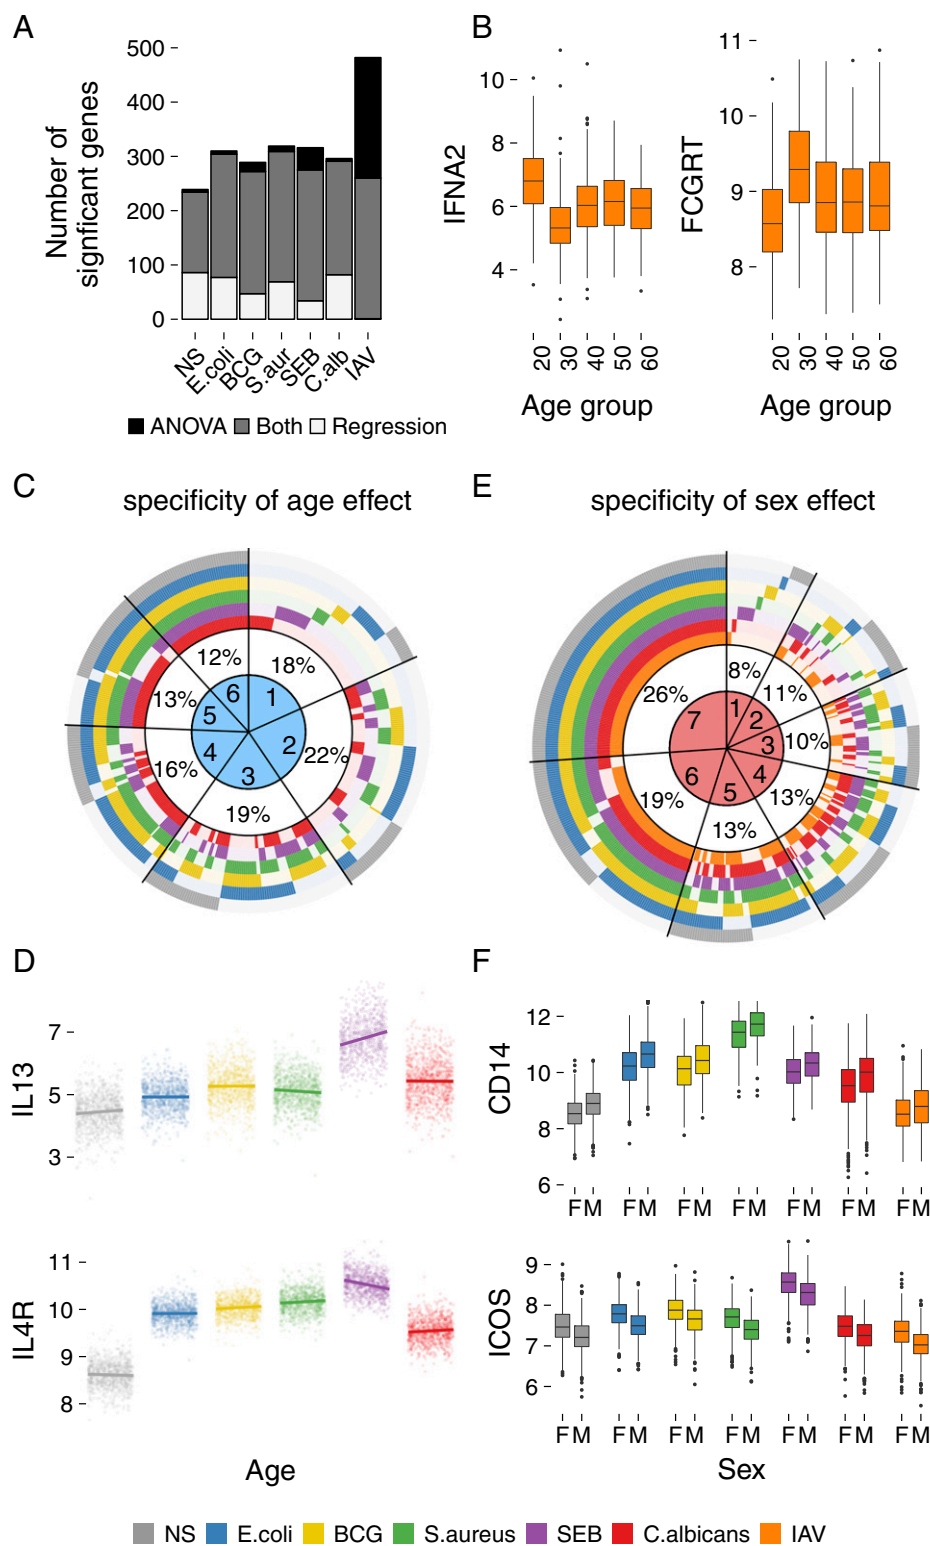 A
B
500
400
300
200
100
0
Number of
signficant genes
NS
E.coli
BCG
S.aur
SEB
C.alb
IAV
ANOVA Both Regression
10
8
6
4
IFNA2
20
30
40
50
60
Age group
11
10
9
8
FCGRT
20
30
40
50
60
Age group
C
specificity of age effect
12% 18%
13% 6 1
5
4 2 22%
16% 3
19%
E
specificity of sex effect
8%
26% 1 11%
7 2
3 10%
6 4
19% 5 13%
13%
D
7
5
3
IL13
11
10
9
8
IL4R
Age
F
12
10
8
6
CD14
F M F M F M F M F M F M F M
9
8
7
6
ICOS
F M F M F M F M F M F M F M
Sex
NS E.coli BCG S.aureus SEB C.albicans IAV